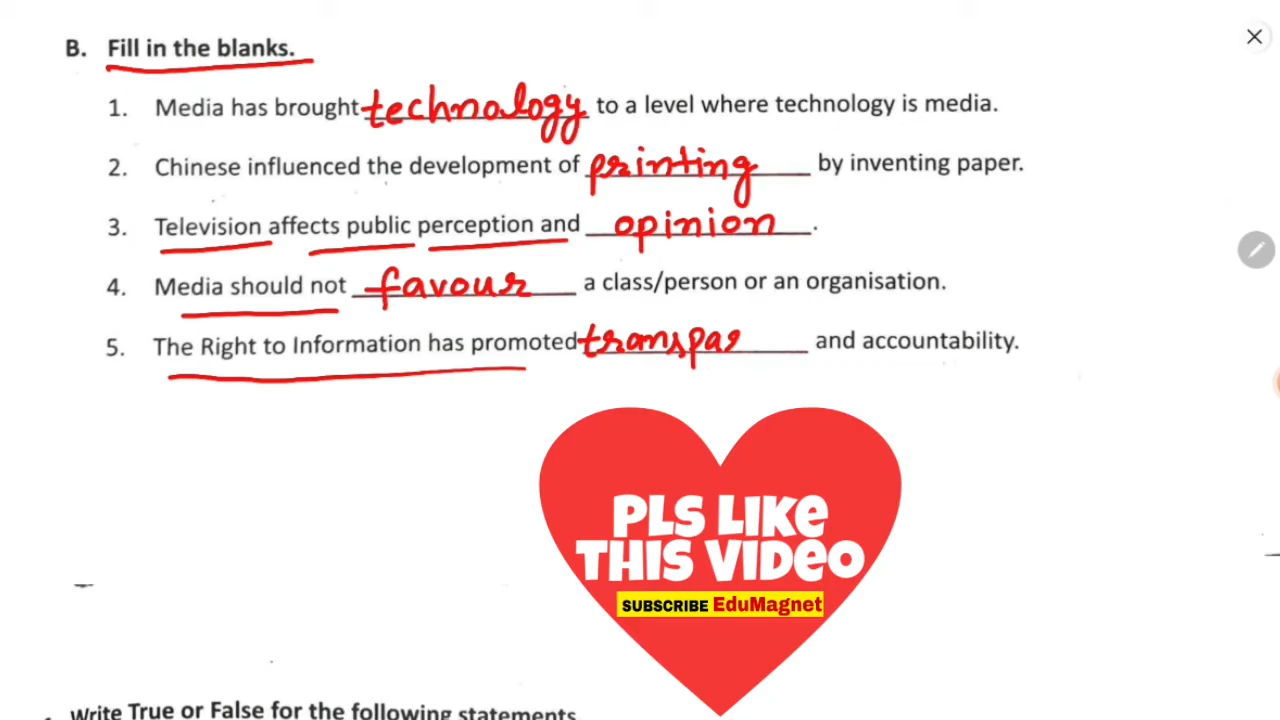 B. Fill in the blanks.
1. Media has brought technology to a level where technology is media.
2. Chinese influenced the development of printing by inventing paper.
3. Television affects public perception and opinion.
4. Media should not favour a class/person or an organisation.
5. The Right to Information has promoted transpar and accountability.
PLS LIKE
THIS VIDEO
SUBSCRIBE EduMagnet
Write True or False for the following statements.